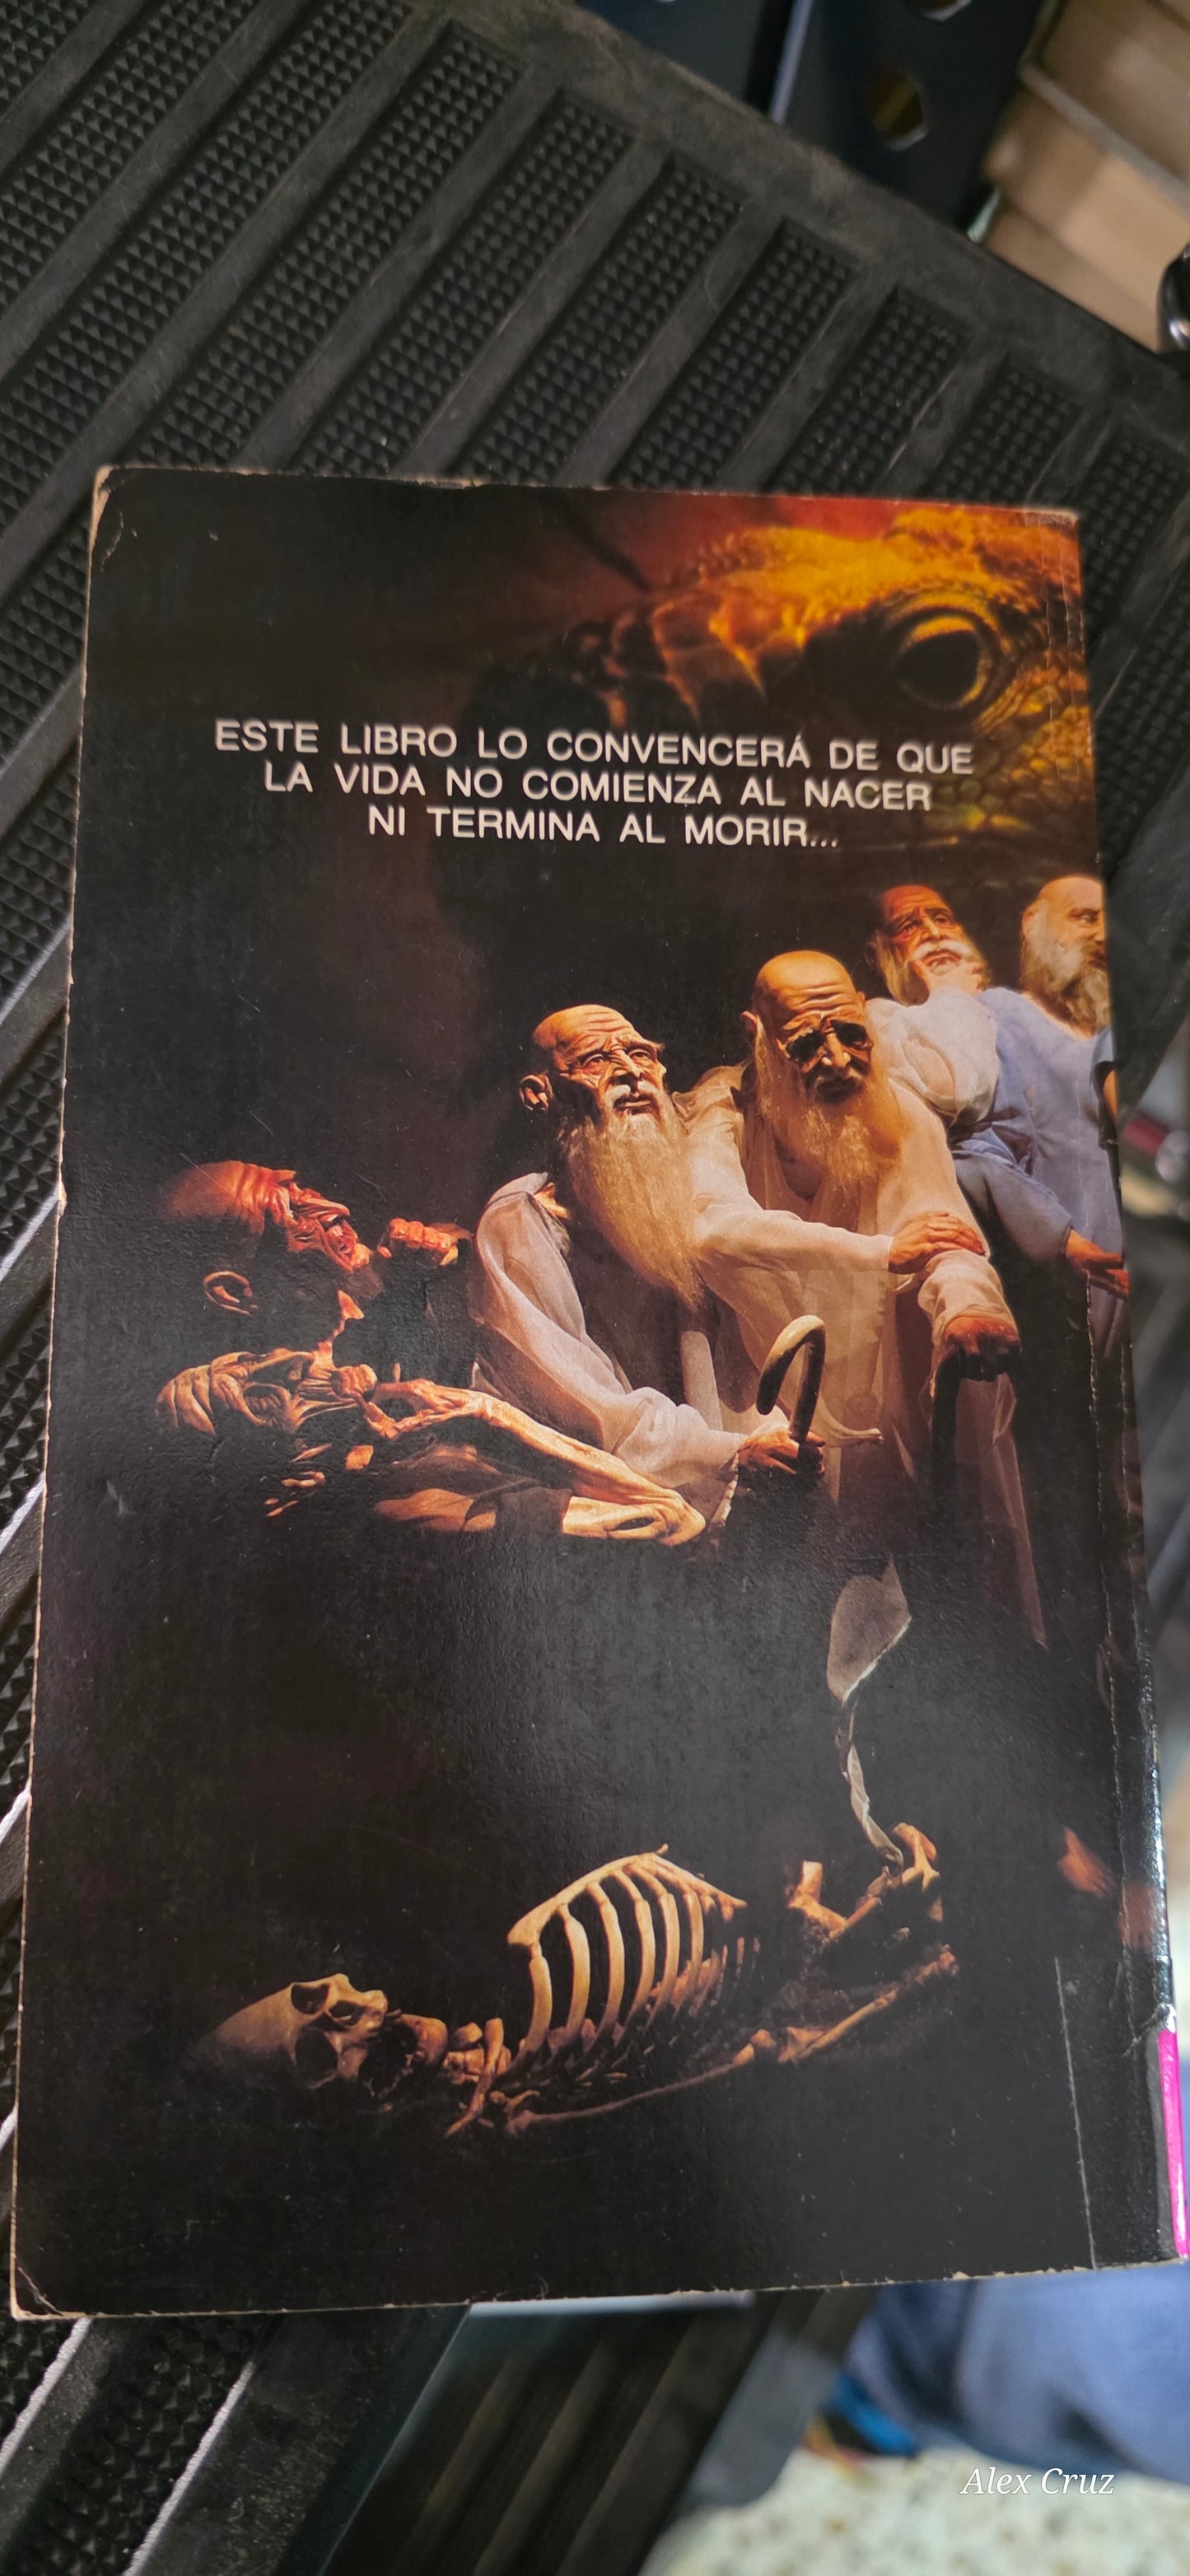 ESTE LIBRO LO CONVENCERÁ DE QUE
LA VIDA NO COMIENZA AL NACER
NI TERMINA AL MORIR...
Alex Cruz